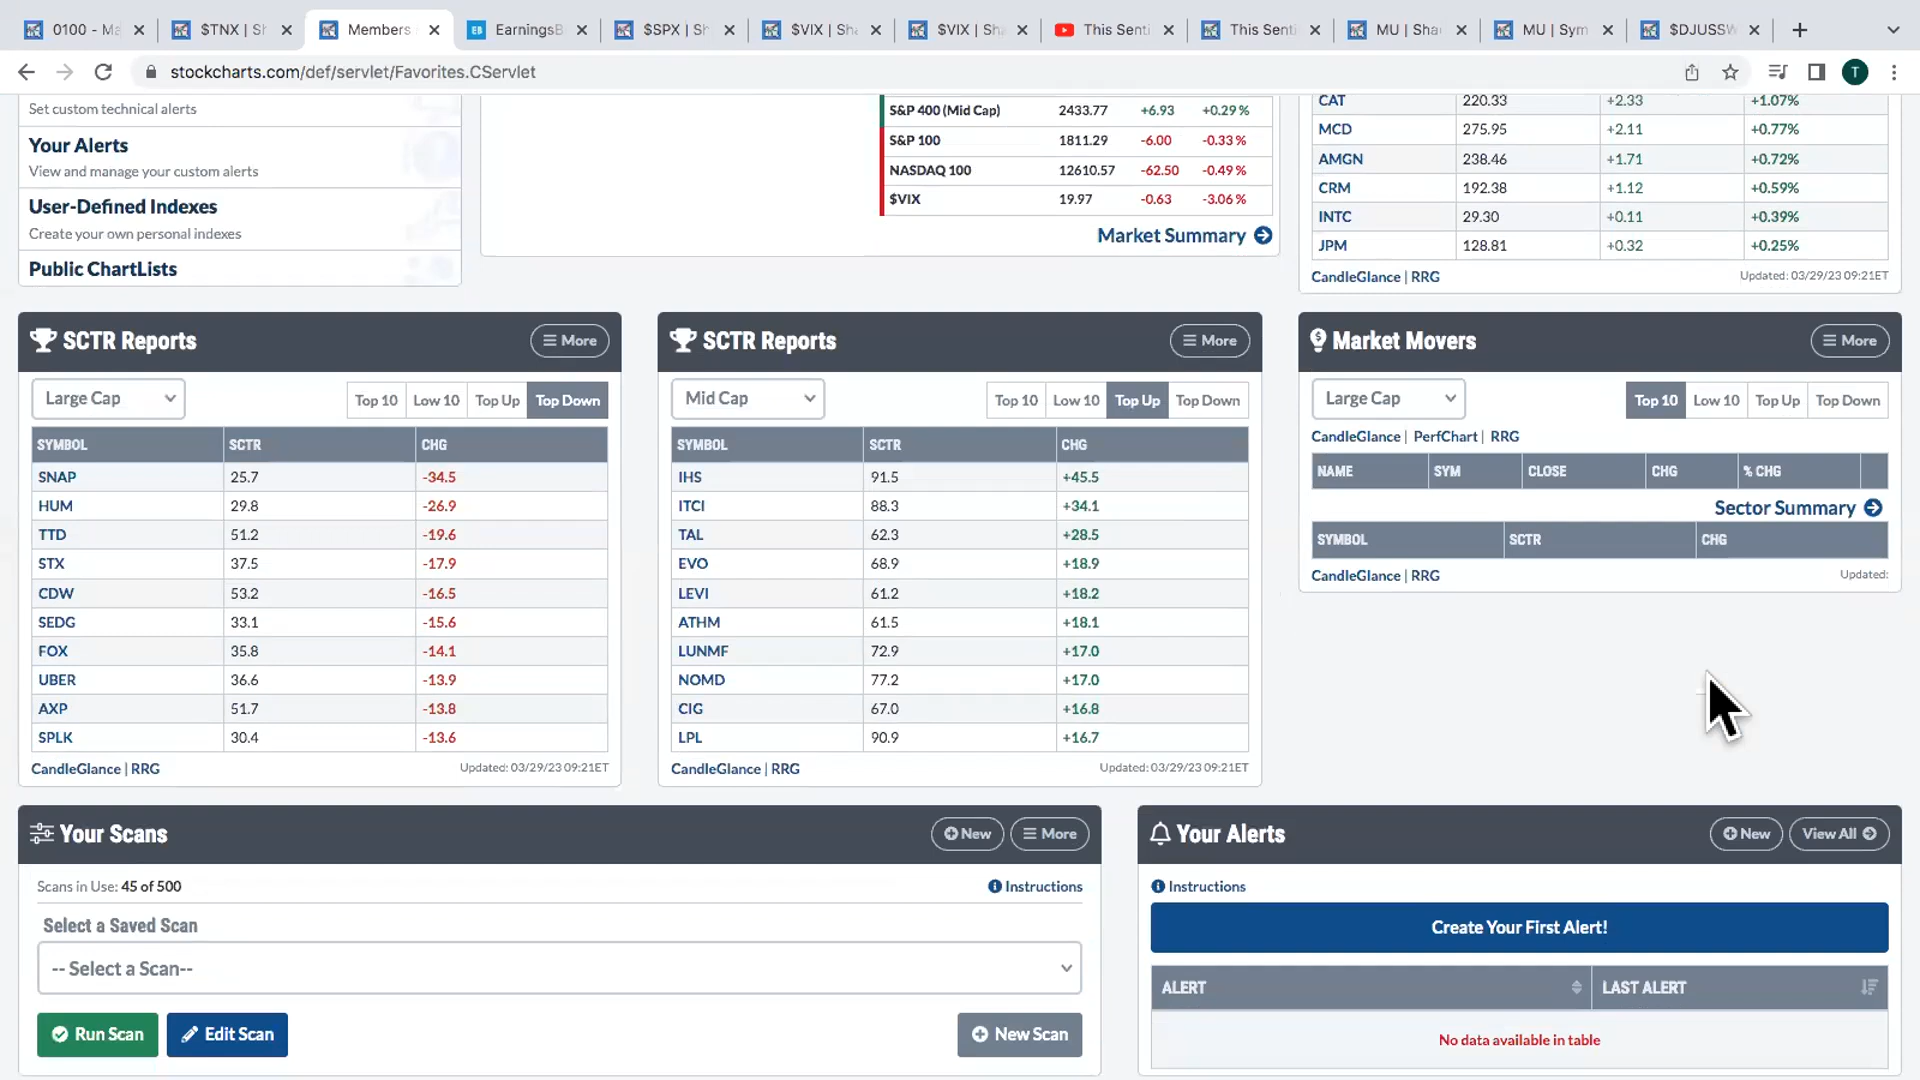 0100 - Ma
$TNX | Sh
Members
EarningsB
$SPX | Sh
$VIX | Sha
$VIX | Sha
This Senti
This Senti
MU | Sha
MU | Sym
$DJUSSW
stockcharts.com/def/servlet/Favorites.CServlet
T
Set custom technical alerts
Your Alerts
View and manage your custom alerts
User-Defined Indexes
Create your own personal indexes
Public ChartLists
S&P 400 (Mid Cap) 2433.77 +6.93 +0.29 %
S&P 100 1811.29 -6.00 -0.33 %
NASDAQ 100 12610.57 -62.50 -0.49 %
$VIX 19.97 -0.63 -3.06 %
Market Summary
CAT 220.33 +2.33 +1.07%
MCD 275.95 +2.11 +0.77%
AMGN 238.46 +1.71 +0.72%
CRM 192.38 +1.12 +0.59%
INTC 29.30 +0.11 +0.39%
JPM 128.81 +0.32 +0.25%
CandleGlance | RRG Updated: 03/29/23 09:21ET
SCTR Reports More
Large Cap Top 10 Low 10 Top Up Top Down
SYMBOL SCTR CHG
SNAP 25.7 -34.5
HUM 29.8 -26.9
TTD 51.2 -19.6
STX 37.5 -17.9
CDW 53.2 -16.5
SEDG 33.1 -15.6
FOX 35.8 -14.1
UBER 36.6 -13.9
AXP 51.7 -13.8
SPLK 30.4 -13.6
CandleGlance | RRG Updated: 03/29/23 09:21ET
SCTR Reports More
Mid Cap Top 10 Low 10 Top Up Top Down
SYMBOL SCTR CHG
IHS 91.5 +45.5
ITCI 88.3 +34.1
TAL 62.3 +28.5
EVO 68.9 +18.9
LEVI 61.2 +18.2
ATHM 61.5 +18.1
LUNMF 72.9 +17.0
NOMD 77.2 +17.0
CIG 67.0 +16.8
LPL 90.9 +16.7
CandleGlance | RRG Updated: 03/29/23 09:21ET
Market Movers More
Large Cap Top 10 Low 10 Top Up Top Down
CandleGlance | PerfChart | RRG
NAME SYM CLOSE CHG % CHG
Sector Summary
SYMBOL SCTR CHG
CandleGlance | RRG Updated:
Your Scans New More
Scans in Use: 45 of 500 Instructions
Select a Saved Scan
-- Select a Scan--
Run Scan Edit Scan New Scan
Your Alerts New View All
Instructions
Create Your First Alert!
ALERT LAST ALERT
No data available in table